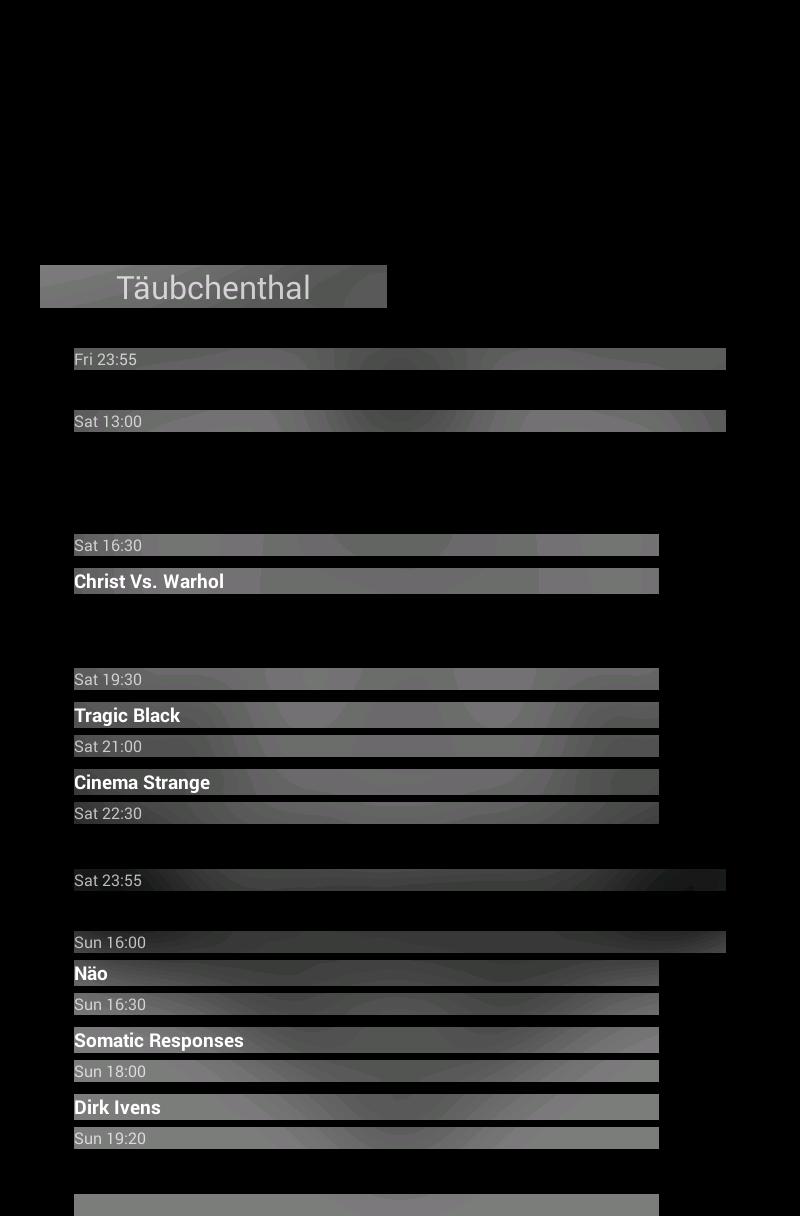 Täubchenthal
Fri 23:55
Sat 13:00
Sat 16:30
Christ Vs. Warhol
Sat 19:30
Tragic Black
Sat 21:00
Cinema Strange
Sat 22:30
Sat 23:55
Sun 16:00
Näo
Sun 16:30
Somatic Responses
Sun 18:00
Dirk Ivens
Sun 19:20